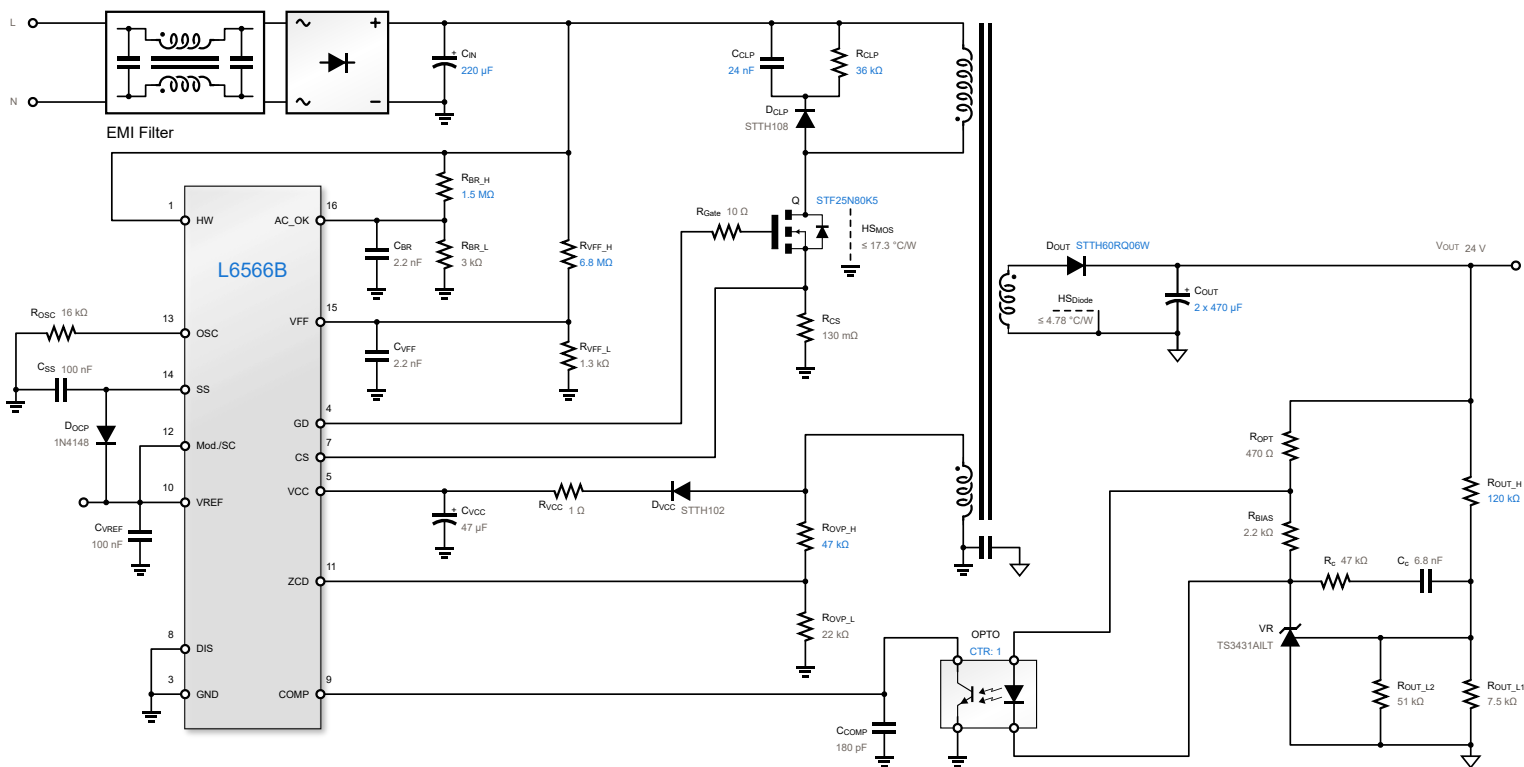 L
N
EMI Filter
~
+
~
−
+
CIN
220 µF
CCLP
24 nF
RCLP
36 kΩ
DCLP
STTH108
Q
STF25N80K5
HSMOS
≤ 17.3 °C/W
RGate 10 Ω
RCS
130 mΩ
RBR_H
1.5 MΩ
CBR
2.2 nF
RBR_L
3 kΩ
RVFF_H
6.8 MΩ
CVFF
2.2 nF
RVFF_L
1.3 kΩ
L6566B
1
HW
16
AC_OK
15
VFF
13
OSC
14
SS
12
Mod./SC
10
VREF
4
GD
7
CS
5
VCC
11
ZCD
8
DIS
3
GND
9
COMP
ROSC 16 kΩ
CSS 100 nF
DOCP
1N4148
CVREF
100 nF
+
CVCC
47 µF
RVCC 1 Ω
DVCC STTH102
ROVP_H
47 kΩ
ROVP_L
22 kΩ
CCOMP
180 pF
OPTO
CTR: 1
DOUT STTH60RQ06W
HSDiode
≤ 4.78 °C/W
+
COUT
2 x 470 µF
VOUT 24 V
ROPT
470 Ω
RBIAS
2.2 kΩ
ROUT_H
120 kΩ
Rc 47 kΩ
Cc 6.8 nF
VR
TS3431AILT
ROUT_L2
51 kΩ
ROUT_L1
7.5 kΩ